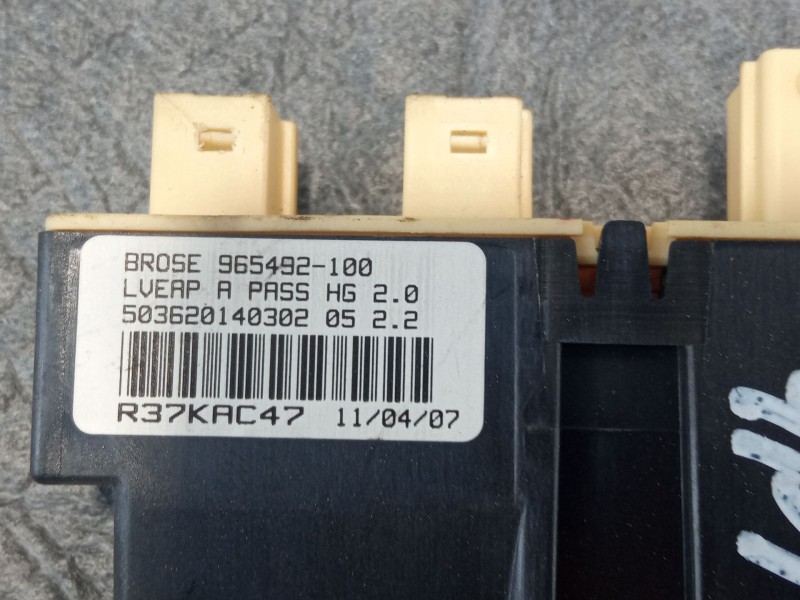 BROSE 965492-100
LVEAP A PASS HG 2.0
503620140302 05 2.2
R37KAC47 11/04/07